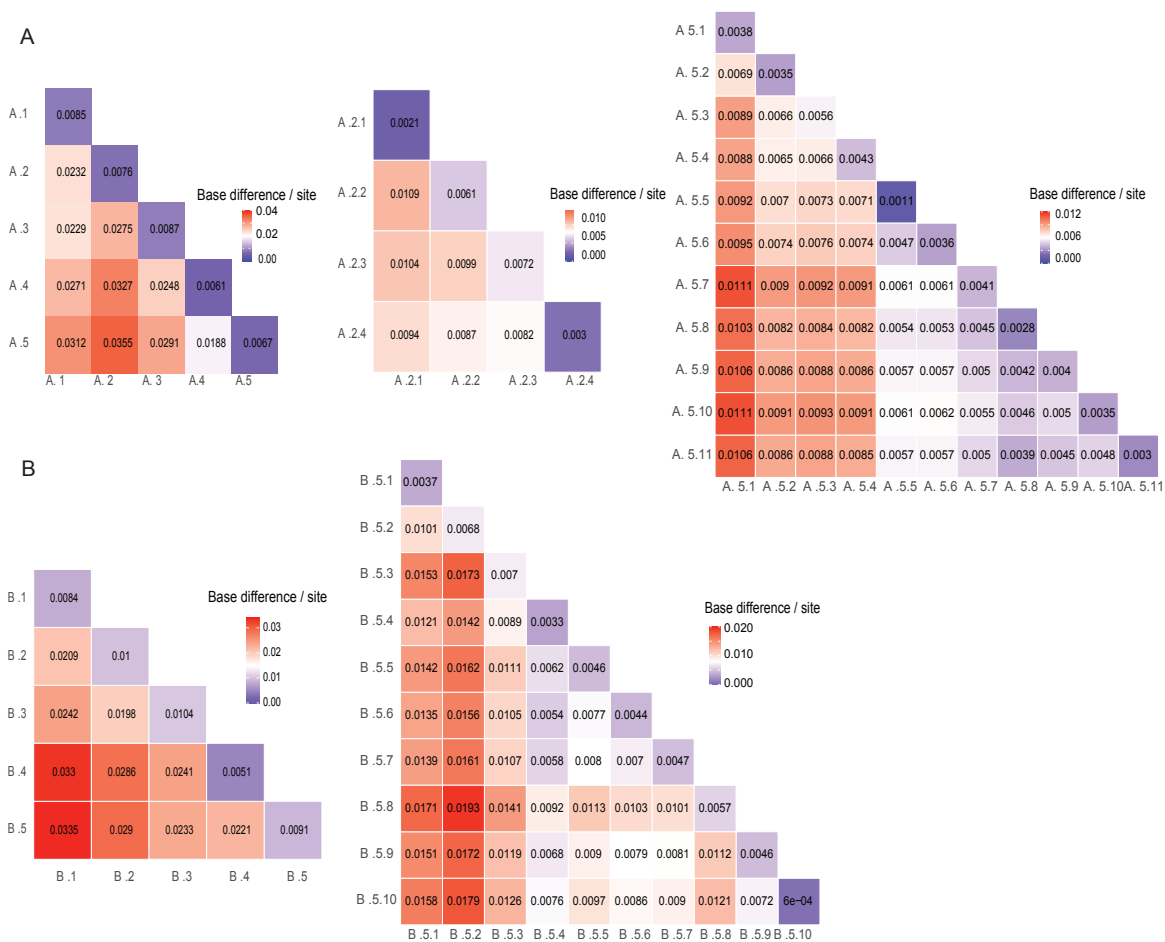 A
A .1
0.0085
A .2
0.0232 0.0076
A .3
0.0229 0.0275 0.0087
A .4
0.0271 0.0327 0.0248 0.0061
A .5
0.0312 0.0355 0.0291 0.0188 0.0067
A. 1 A. 2 A. 3 A.4 A.5
Base difference / site
0.04
0.02
0.00
A .2.1
0.0021
A .2.2
0.0109 0.0061
A .2.3
0.0104 0.0099 0.0072
A .2.4
0.0094 0.0087 0.0082 0.003
A .2.1 A .2.2 A .2.3 A .2.4
Base difference / site
0.010
0.005
0.000
A 5.1
0.0038
A. 5.2
0.0069 0.0035
A. 5.3
0.0089 0.0066 0.0056
A. 5.4
0.0088 0.0065 0.0066 0.0043
A. 5.5
0.0092 0.007 0.0073 0.0071 0.0011
A. 5.6
0.0095 0.0074 0.0076 0.0074 0.0047 0.0036
A. 5.7
0.0111 0.009 0.0092 0.0091 0.0061 0.0061 0.0041
A. 5.8
0.0103 0.0082 0.0084 0.0082 0.0054 0.0053 0.0045 0.0028
A. 5.9
0.0106 0.0086 0.0088 0.0086 0.0057 0.0057 0.005 0.0042 0.004
A. 5.10
0.0111 0.0091 0.0093 0.0091 0.0061 0.0062 0.0055 0.0046 0.005 0.0035
A. 5.11
0.0106 0.0086 0.0088 0.0085 0.0057 0.0057 0.005 0.0039 0.0045 0.0048 0.003
A. 5.1 A .5.2 A. 5.3 A. 5.4 A .5.5 A. 5.6 A. 5.7 A. 5.8 A. 5.9 A. 5.10 A. 5.11
Base difference / site
0.012
0.006
0.000
B
B .1
0.0084
B .2
0.0209 0.01
B .3
0.0242 0.0198 0.0104
B .4
0.033 0.0286 0.0241 0.0051
B .5
0.0335 0.029 0.0233 0.0221 0.0091
B .1 B .2 B .3 B .4 B .5
Base difference / site
0.03
0.02
0.01
0.00
B .5.1
0.0037
B .5.2
0.0101 0.0068
B .5.3
0.0153 0.0173 0.007
B .5.4
0.0121 0.0142 0.0089 0.0033
B .5.5
0.0142 0.0162 0.0111 0.0062 0.0046
B .5.6
0.0135 0.0156 0.0105 0.0054 0.0077 0.0044
B .5.7
0.0139 0.0161 0.0107 0.0058 0.008 0.007 0.0047
B .5.8
0.0171 0.0193 0.0141 0.0092 0.0113 0.0103 0.0101 0.0057
B .5.9
0.0151 0.0172 0.0119 0.0068 0.009 0.0079 0.0081 0.0112 0.0046
B .5.10
0.0158 0.0179 0.0126 0.0076 0.0097 0.0086 0.009 0.0121 0.0072 6e−04
B .5.1 B .5.2 B .5.3 B .5.4 B .5.5 B .5.6 B .5.7 B .5.8 B .5.9 B .5.10
Base difference / site
0.020
0.010
0.000